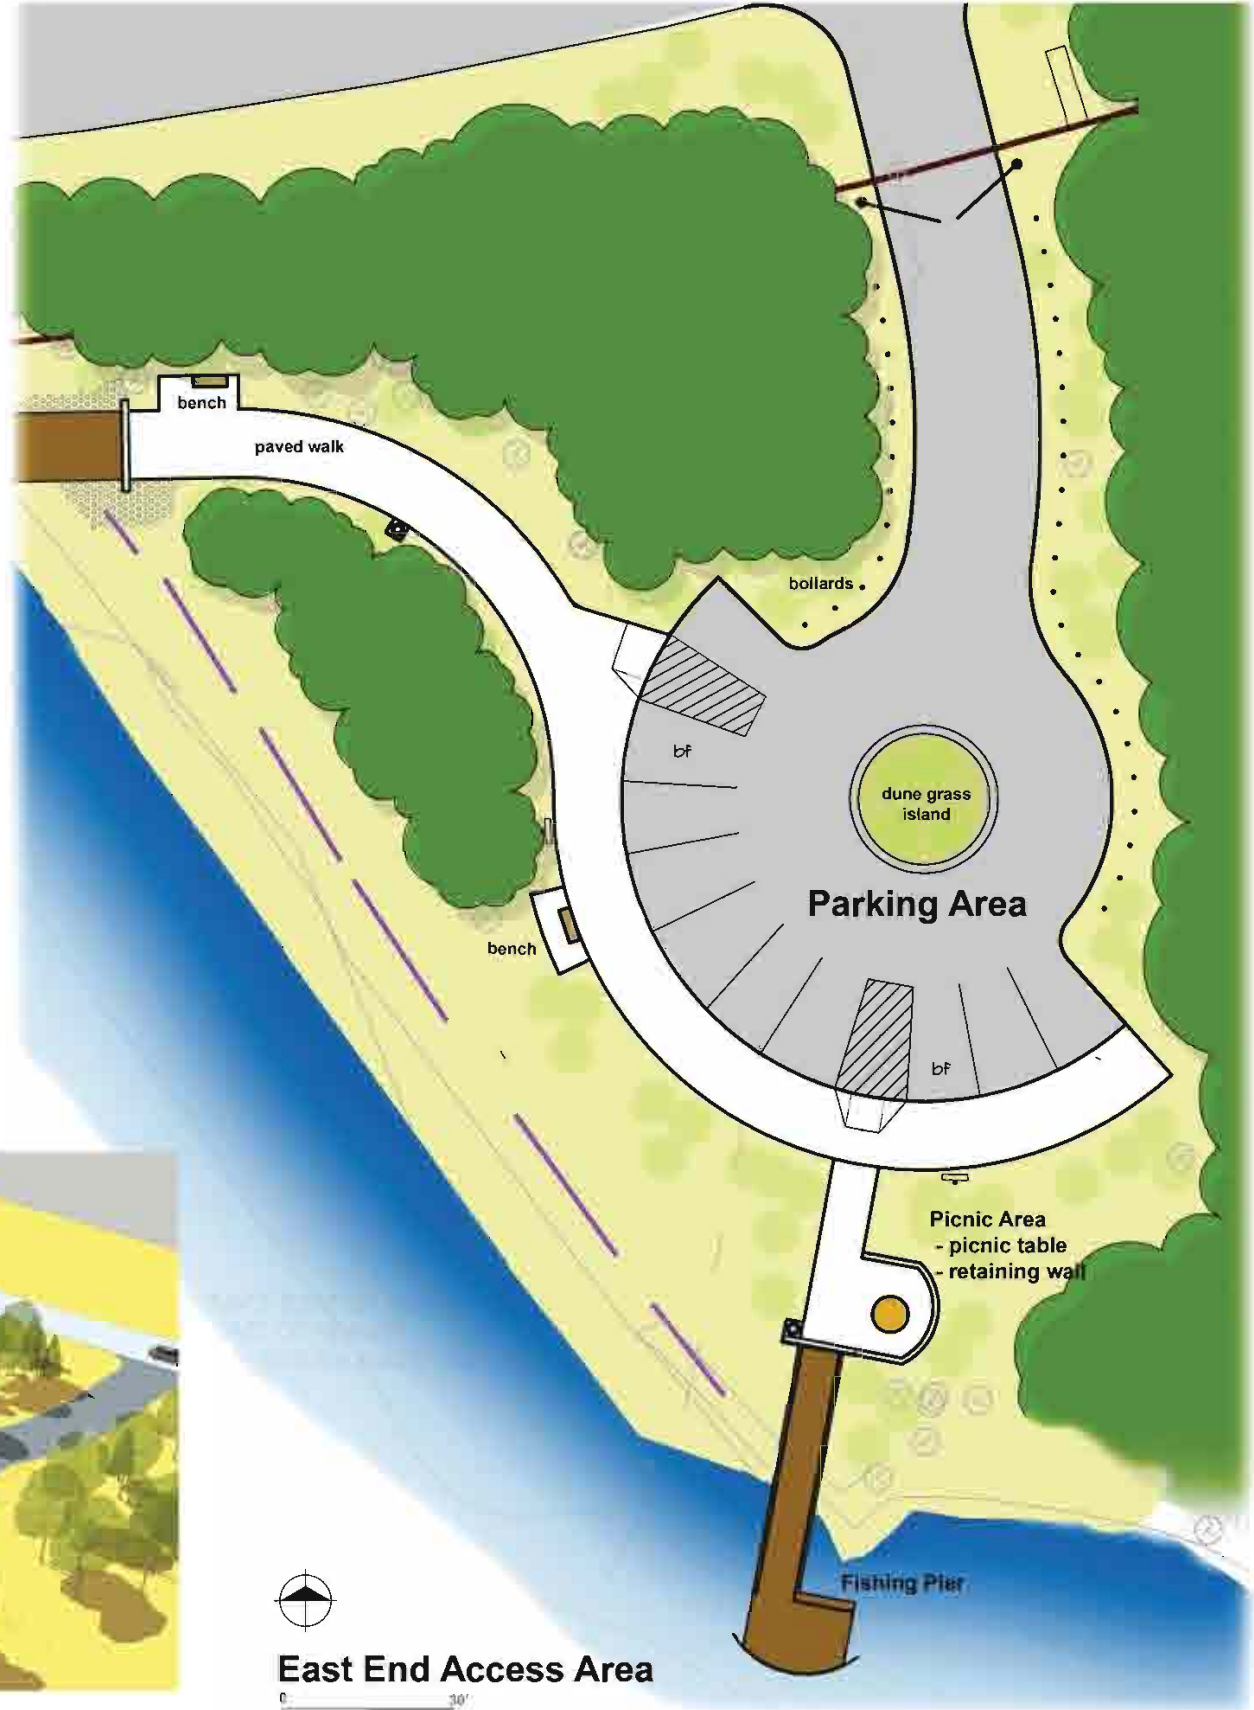 bench
paved walk
bollards
bf
dune grass
island
Parking Area
bench
bf
Picnic Area
- picnic table
- retaining wall
Fishing Pier
East End Access Area
0 30'